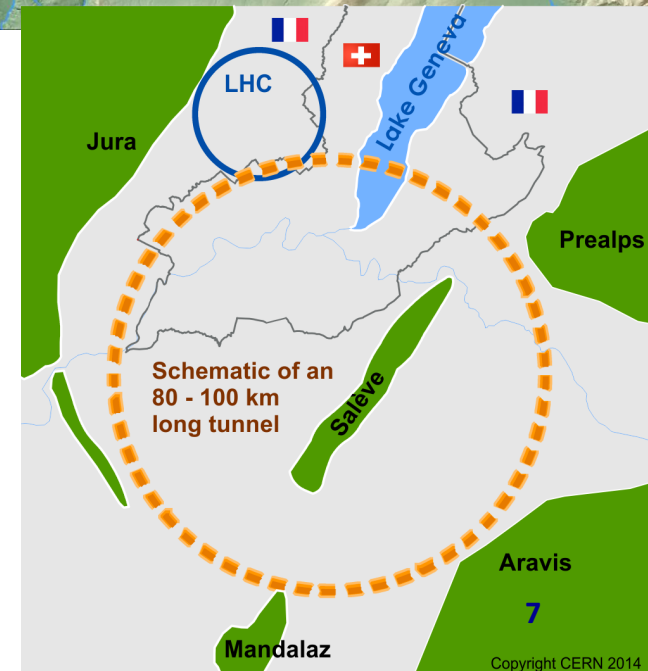 LHC
Lake Geneva
Jura
Prealps
Schematic of an
80 - 100 km
long tunnel
Salève
Aravis
7
Mandalaz
Copyright CERN 2014